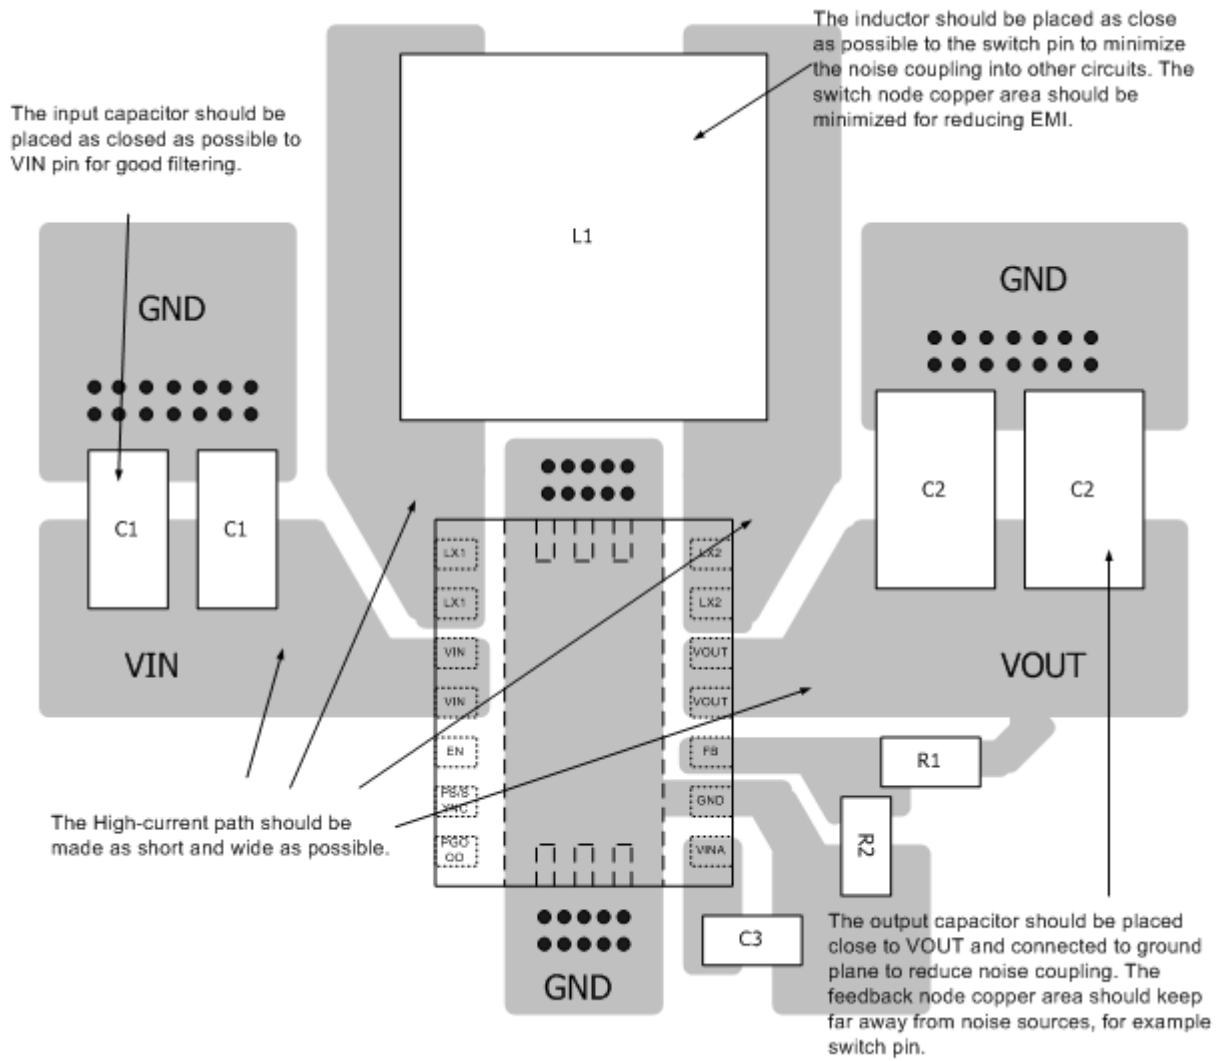 The inductor should be placed as close
as possible to the switch pin to minimize
the noise coupling into other circuits. The
switch node copper area should be
minimized for reducing EMI.
The input capacitor should be
placed as closed as possible to
VIN pin for good filtering.
L1
GND
GND
C1
C1
C2
C2
LX1
LX2
LX1
LX2
VIN
VOUT
VIN
VOUT
VIN
VOUT
EN
FB
R1
PS/S
YNC
GND
The High-current path should be
made as short and wide as possible.
PGO
OD
VINA
R2
C3
GND
The output capacitor should be placed
close to VOUT and connected to ground
plane to reduce noise coupling. The
feedback node copper area should keep
far away from noise sources, for example
switch pin.